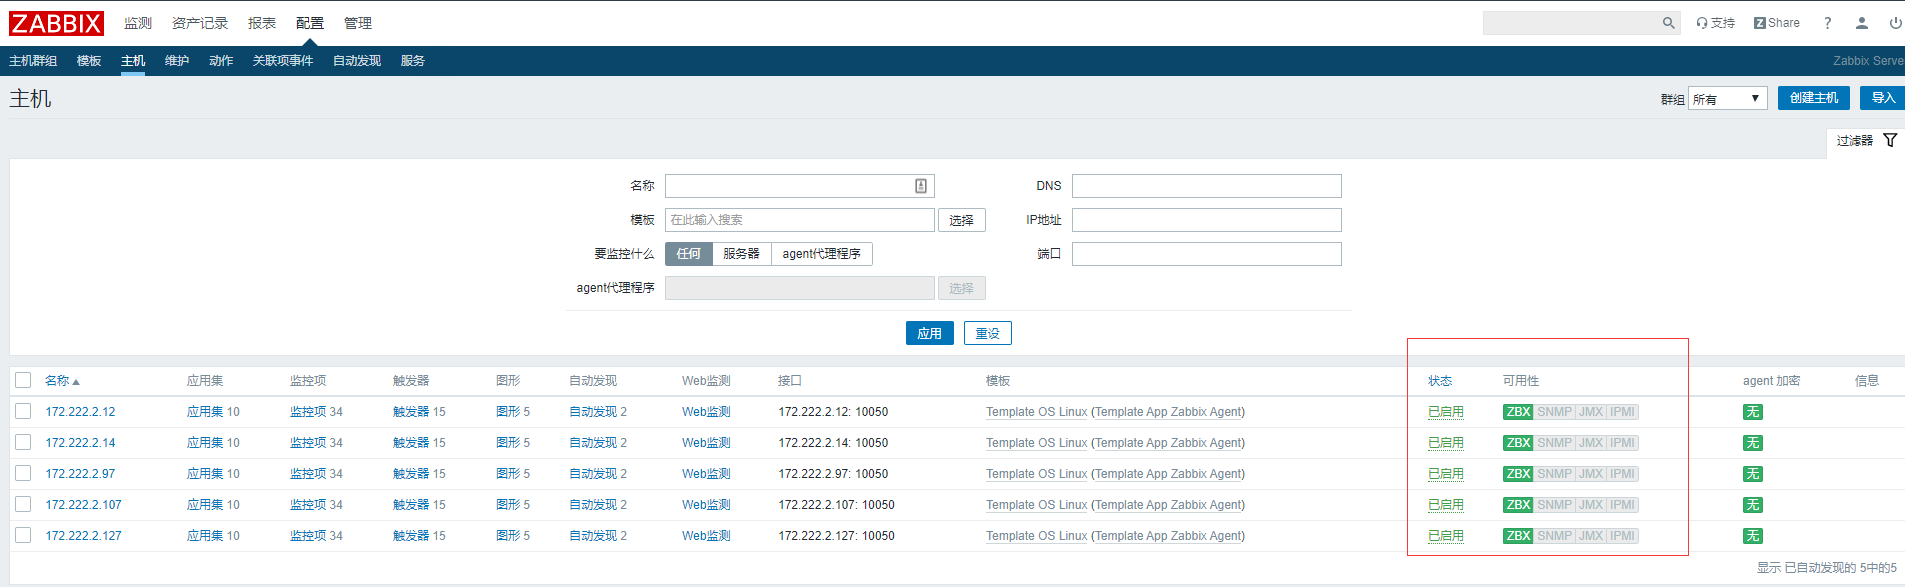 ZABBIX 监测 资产记录 报表 配置 管理 支持 Z Share ?
主机群组 模板 主机 维护 动作 关联项事件 自动发现 服务 Zabbix Serve
主机 群组 所有 创建主机 导入
过滤器
名称 DNS
模板 在此输入搜索 选择 IP地址
要监控什么 任何 服务器 agent代理程序 端口
agent代理程序 选择
应用 重设
名称 应用集 监控项 触发器 图形 自动发现 Web监测 接口 模板 状态 可用性 agent 加密 信息
172.222.2.12 应用集 10 监控项 34 触发器 15 图形 5 自动发现 2 Web监测 172.222.2.12: 10050 Template OS Linux (Template App Zabbix Agent) 已启用 ZBX SNMP JMX IPMI 无
172.222.2.14 应用集 10 监控项 34 触发器 15 图形 5 自动发现 2 Web监测 172.222.2.14: 10050 Template OS Linux (Template App Zabbix Agent) 已启用 ZBX SNMP JMX IPMI 无
172.222.2.97 应用集 10 监控项 34 触发器 15 图形 5 自动发现 2 Web监测 172.222.2.97: 10050 Template OS Linux (Template App Zabbix Agent) 已启用 ZBX SNMP JMX IPMI 无
172.222.2.107 应用集 10 监控项 34 触发器 15 图形 5 自动发现 2 Web监测 172.222.2.107: 10050 Template OS Linux (Template App Zabbix Agent) 已启用 ZBX SNMP JMX IPMI 无
172.222.2.127 应用集 10 监控项 34 触发器 15 图形 5 自动发现 2 Web监测 172.222.2.127: 10050 Template OS Linux (Template App Zabbix Agent) 已启用 ZBX SNMP JMX IPMI 无
显示 已自动发现的 5中的5